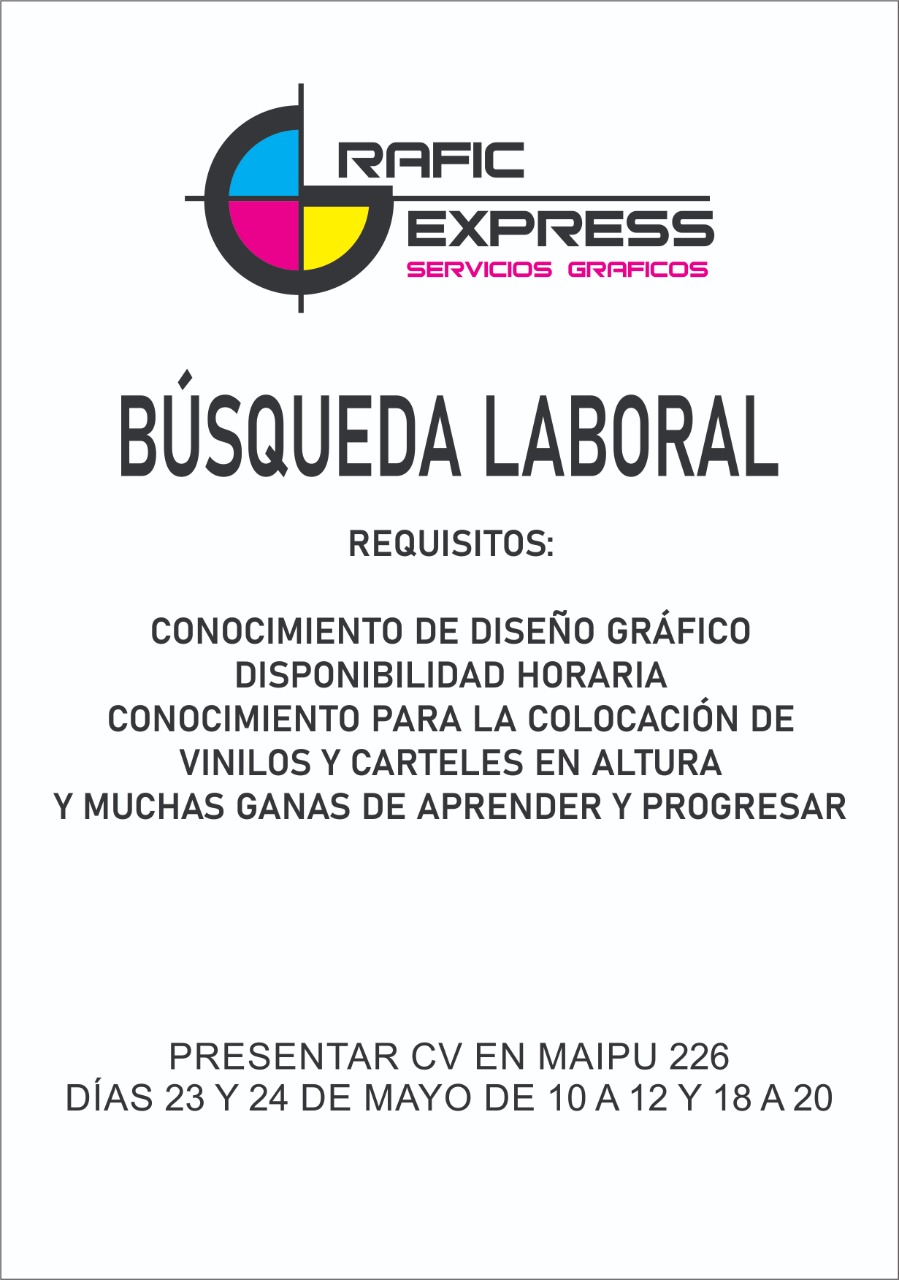 GRAFIC
EXPRESS
SERVICIOS GRAFICOS
BÚSQUEDA LABORAL
REQUISITOS:
CONOCIMIENTO DE DISEÑO GRÁFICO
DISPONIBILIDAD HORARIA
CONOCIMIENTO PARA LA COLOCACIÓN DE
VINILOS Y CARTELES EN ALTURA
Y MUCHAS GANAS DE APRENDER Y PROGRESAR
PRESENTAR CV EN MAIPU 226
DÍAS 23 Y 24 DE MAYO DE 10 A 12 Y 18 A 20